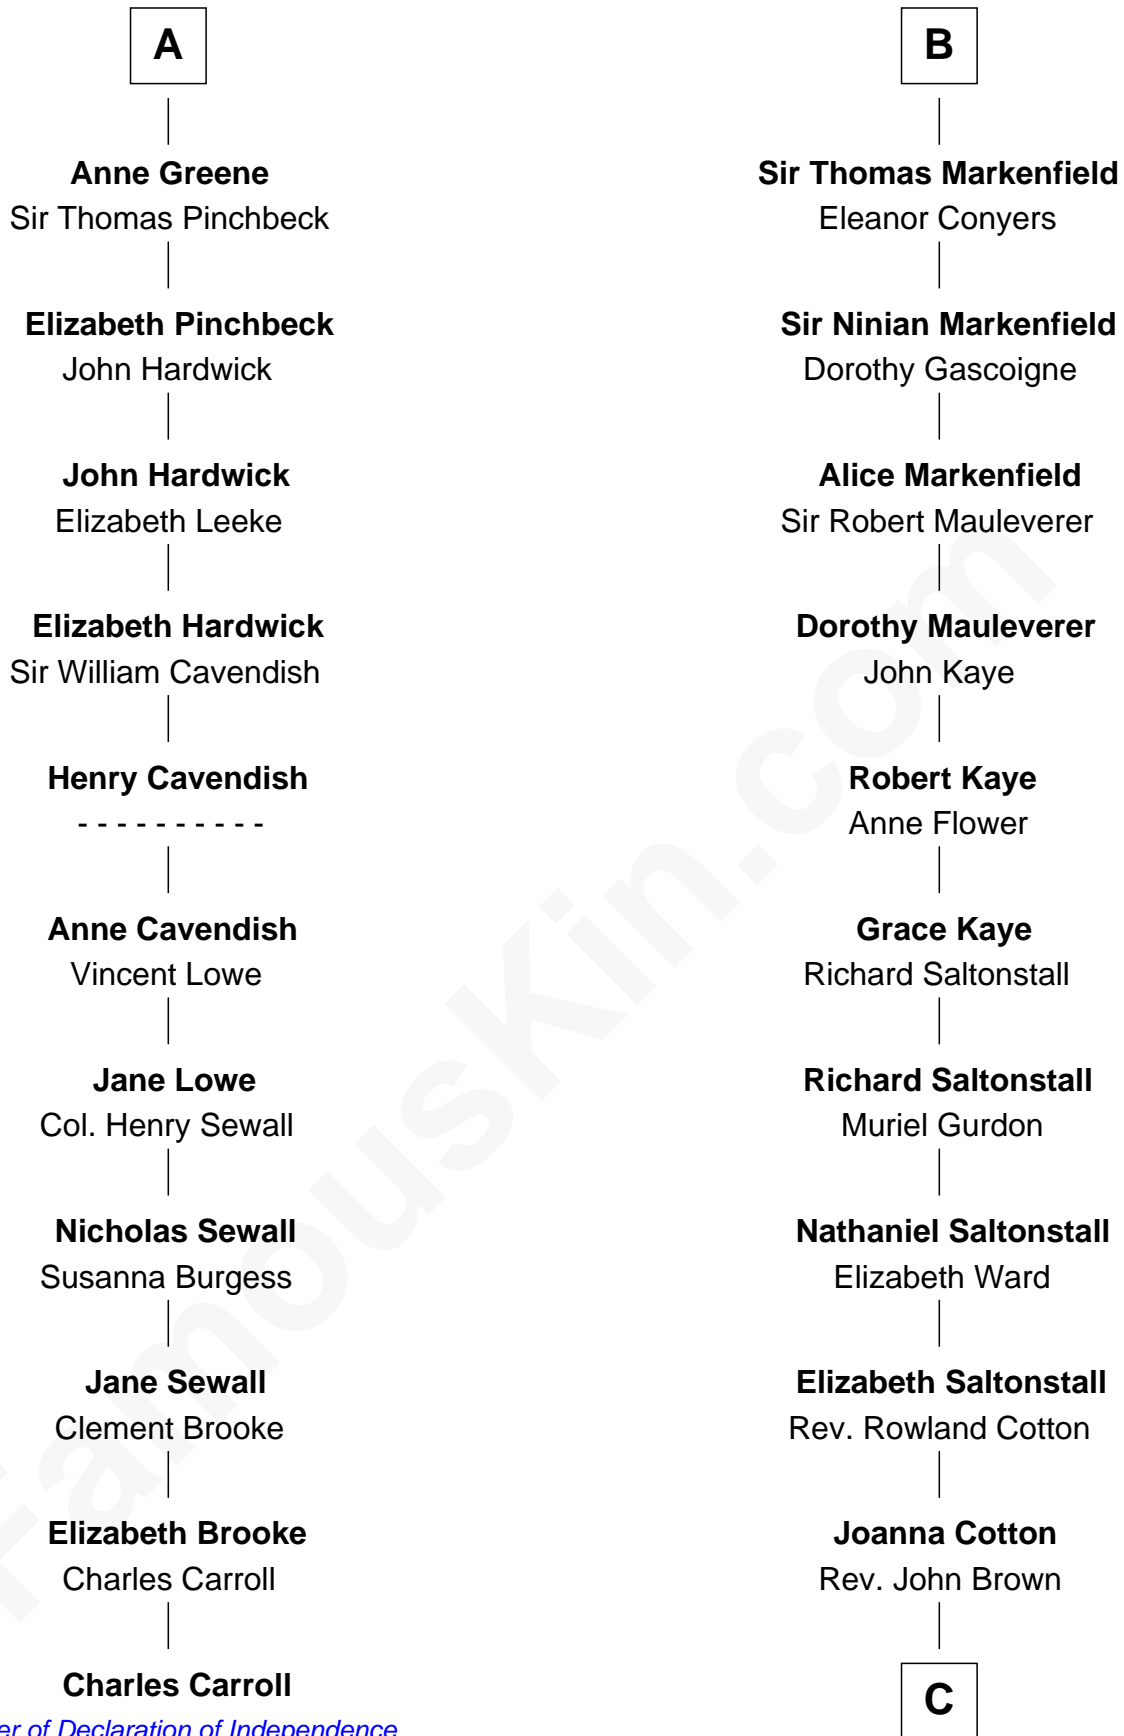 A
Anne Greene
Sir Thomas Pinchbeck
Elizabeth Pinchbeck
John Hardwick
John Hardwick
Elizabeth Leeke
Elizabeth Hardwick
Sir William Cavendish
Henry Cavendish
- - - - - - - - - -
Anne Cavendish
Vincent Lowe
Jane Lowe
Col. Henry Sewall
Nicholas Sewall
Susanna Burgess
Jane Sewall
Clement Brooke
Elizabeth Brooke
Charles Carroll
Charles Carroll
er of Declaration of Independence
B
Sir Thomas Markenfield
Eleanor Conyers
Sir Ninian Markenfield
Dorothy Gascoigne
Alice Markenfield
Sir Robert Mauleverer
Dorothy Mauleverer
John Kaye
Robert Kaye
Anne Flower
Grace Kaye
Richard Saltonstall
Richard Saltonstall
Muriel Gurdon
Nathaniel Saltonstall
Elizabeth Ward
Elizabeth Saltonstall
Rev. Rowland Cotton
Joanna Cotton
Rev. John Brown
C
FamousKin.com